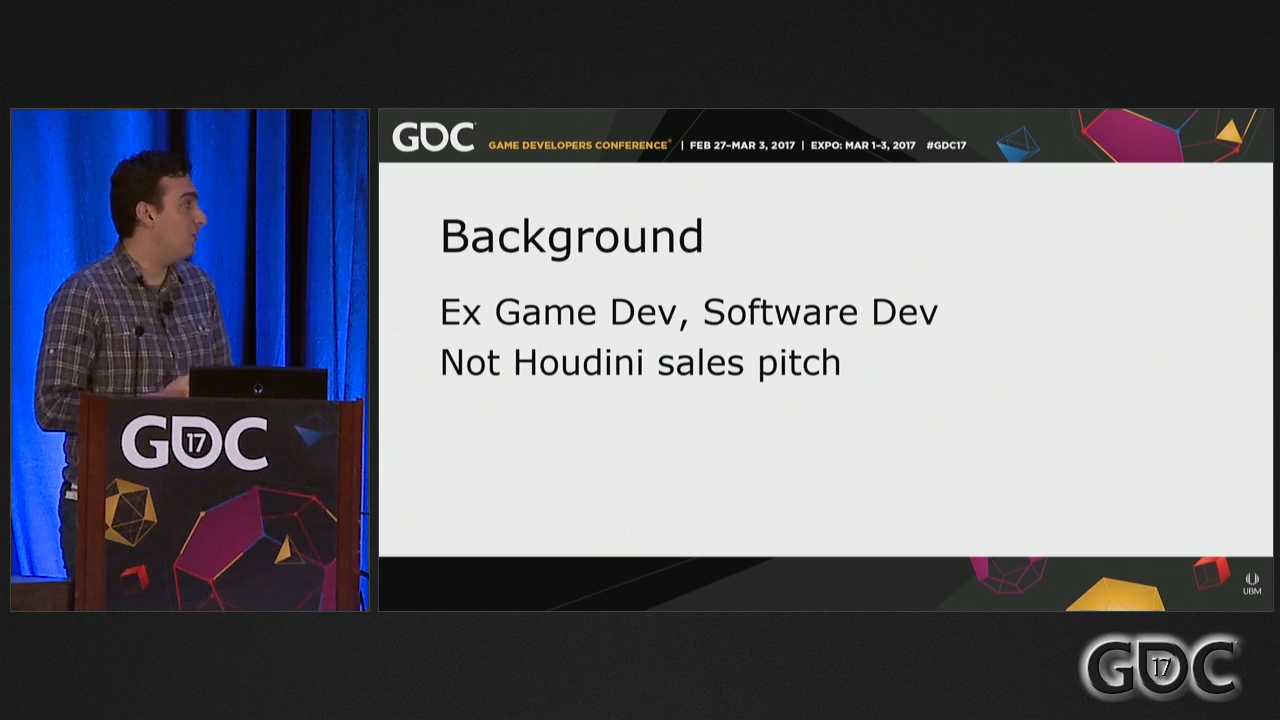 GDC
GAME DEVELOPERS CONFERENCE® | FEB 27–MAR 3, 2017 | EXPO: MAR 1–3, 2017 #GDC17
Background
Ex Game Dev, Software Dev
Not Houdini sales pitch
GDC
17
UBM
GDC
17